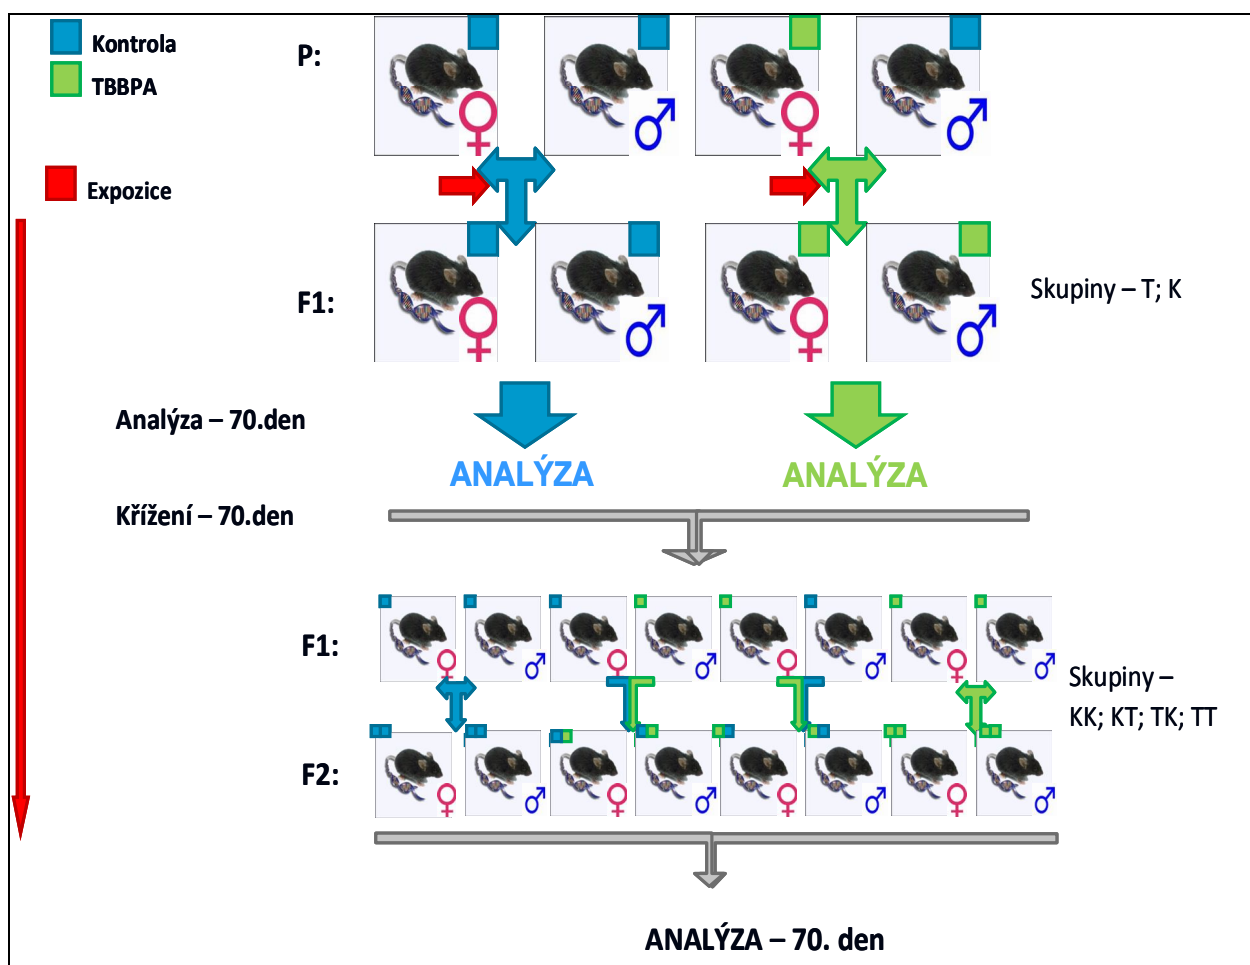 Kontrola
TBBPA
P:
Expozice
F1:
Skupiny – T; K
Analýza – 70.den
ANALÝZA
ANALÝZA
Křížení – 70.den
F1:
Skupiny –
KK; KT; TK; TT
F2:
ANALÝZA – 70. den